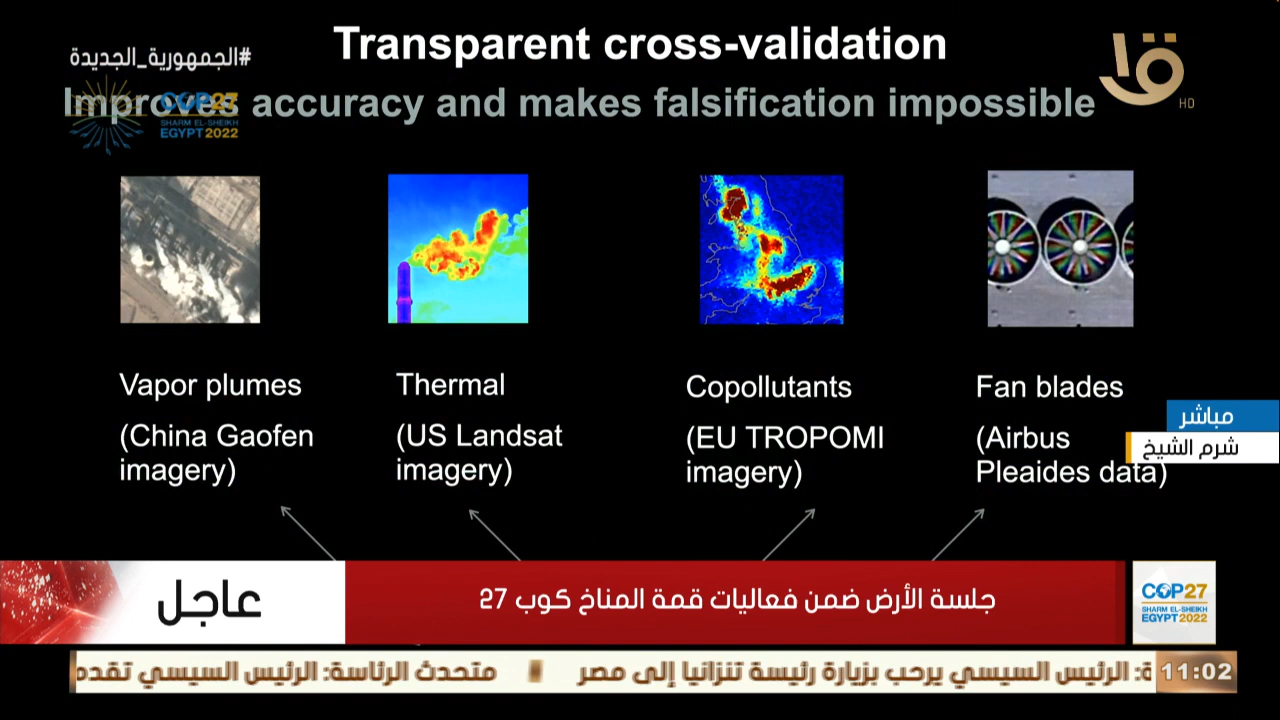 Transparent cross-validation
#الجمهورية_الجديدة
Improves accuracy and makes falsification impossible
COP27
SHARM EL-SHEIKH
EGYPT 2022
HD
Vapor plumes
(China Gaofen
imagery)
Thermal
(US Landsat
imagery)
Copollutants
(EU TROPOMI
imagery)
Fan blades
(Airbus
Pleaides data)
مباشر
شرم الشيخ
عاجل
جلسة الأرض ضمن فعاليات قمة المناخ كوب 27
COP27
SHARM EL-SHEIKH
EGYPT 2022
ة: الرئيس السيسي يرحب بزيارة رئيسة تنزانيا إلى مصر
متحدث الرئاسة: الرئيس السيسي تقدم
11:02